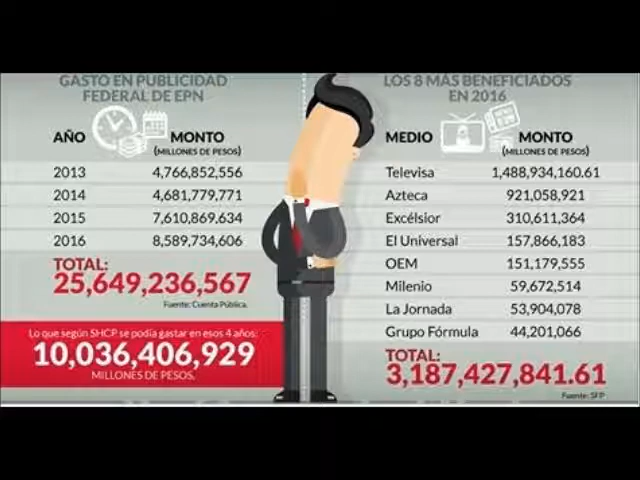 GASTO EN PUBLICIDAD
FEDERAL DE EPN
AÑO MONTO
(MILLONES DE PESOS)
2013 4,766,852,556
2014 4,681,779,771
2015 7,610,869,634
2016 8,589,734,606
TOTAL:
25,649,236,567
Fuente: Cuenta Pública.
Lo que según SHCP se podía gastar en esos 4 años:
10,036,406,929
MILLONES DE PESOS.
LOS 8 MÁS BENEFICIADOS
EN 2016
MEDIO MONTO
(MILLONES DE PESOS)
Televisa 1,488,934,160.61
Azteca 921,058,921
Excélsior 310,611,364
El Universal 157,866,183
OEM 151,179,555
Milenio 59,672,514
La Jornada 53,904,078
Grupo Fórmula 44,201,066
TOTAL:
3,187,427,841.61
Fuente: SFP